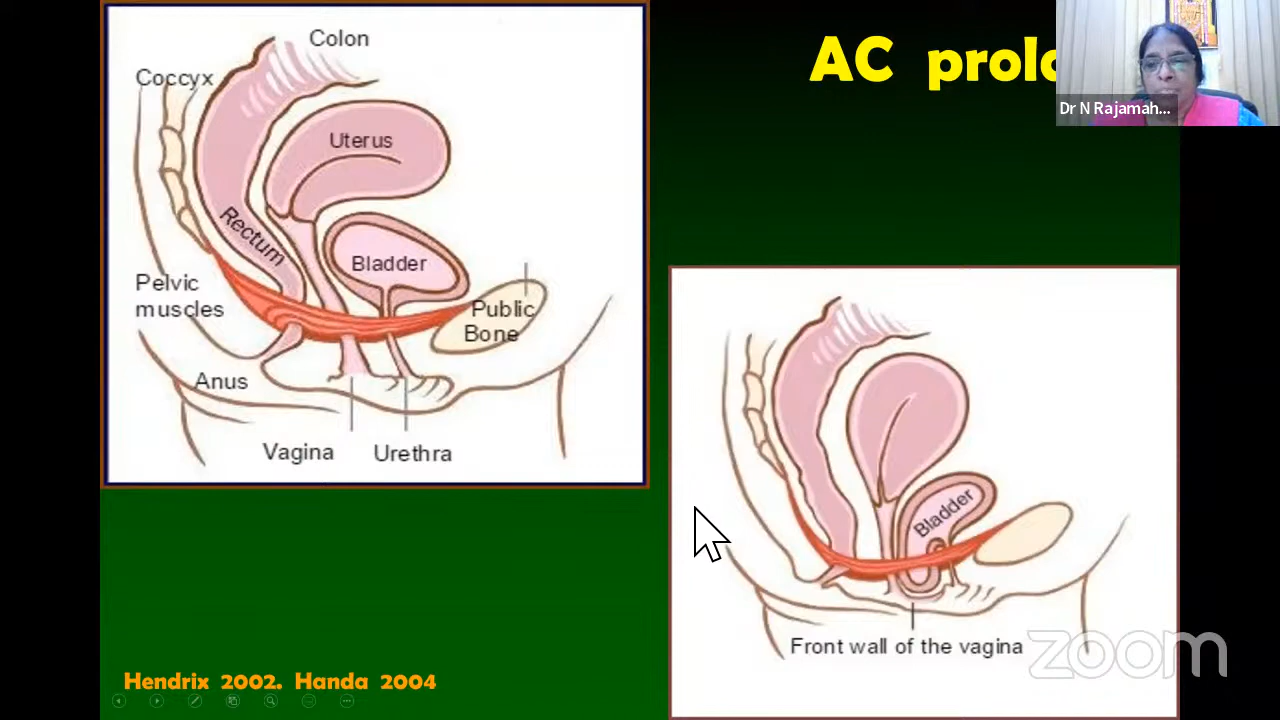 AC prolo
Dr N Rajamah...
Colon
Coccyx
Uterus
Rectum
Bladder
Pelvic
muscles
Public
Bone
Anus
Vagina
Urethra
Bladder
Front wall of the vagina
zoom
Hendrix 2002. Handa 2004